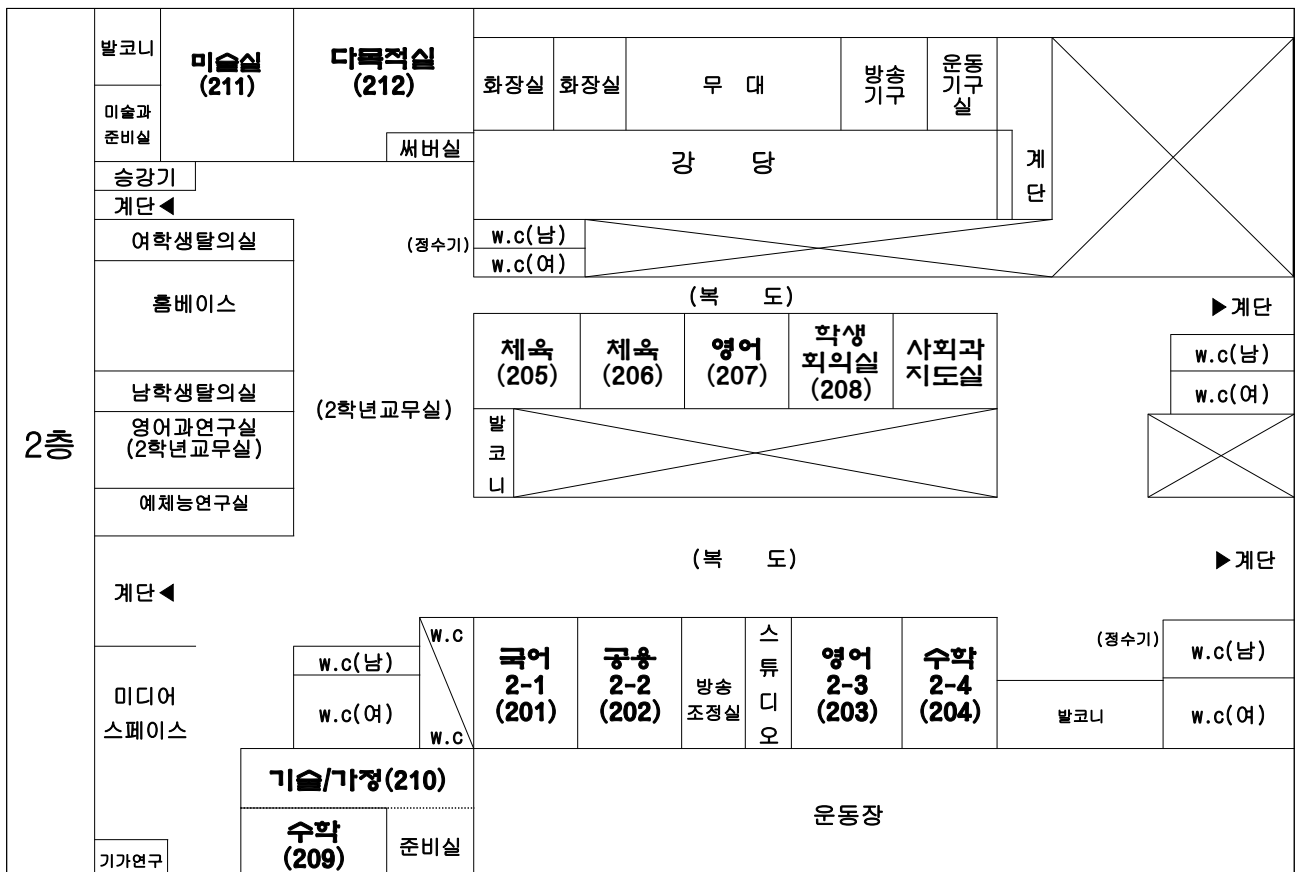 2층
발코니
미술실
(211)
다목적실
(212)
미술과
준비실
써버실
화장실
화장실
무 대
방송
기구
운동
기구
실
강 당
계
단
승강기
계단◀
여학생탈의실
(정수기)
w.c(남)
w.c(여)
홈베이스
(복 도)
▶계단
체육
(205)
체육
(206)
영어
(207)
학생
회의실
(208)
사회과
지도실
w.c(남)
w.c(여)
남학생탈의실
(2학년교무실)
영어과연구실
(2학년교무실)
발
코
니
예체능연구실
(복 도)
▶계단
계단◀
미디어
스페이스
w.c(남)
w.c(여)
w.c
w.c
국어
2-1
(201)
공용
2-2
(202)
방송
조정실
스
튜
디
오
영어
2-3
(203)
수학
2-4
(204)
(정수기)
발코니
w.c(남)
w.c(여)
기술/가정(210)
수학
(209)
준비실
운동장
기가연구